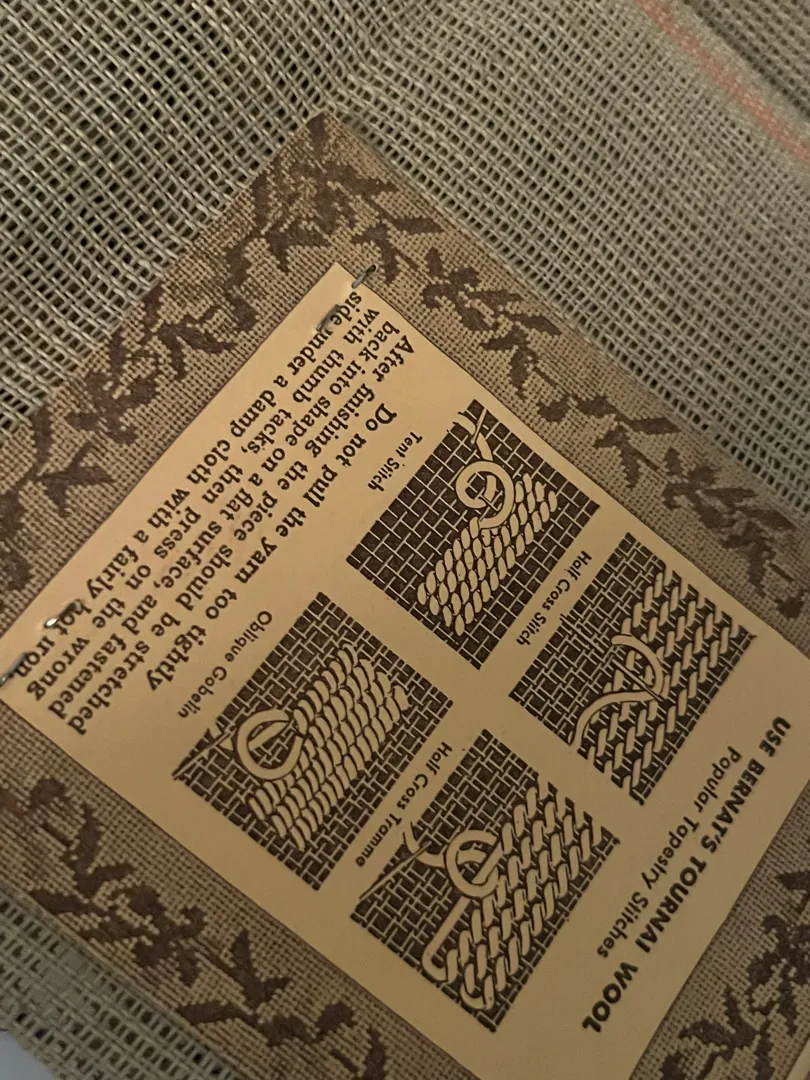 USE BERNAT'S TOURNAI WOOL
Popular Tapestry Stitches
Half Cross Stitch
Half Cross Tramme
Tent Stitch
Oblique Gobelin
Do not pull the yarn too tightly
After finishing the piece should be stretched
back into shape on a flat surface, and fastened
with thumb tacks, then press on the wrong
side under a damp cloth with a fairly hot iron